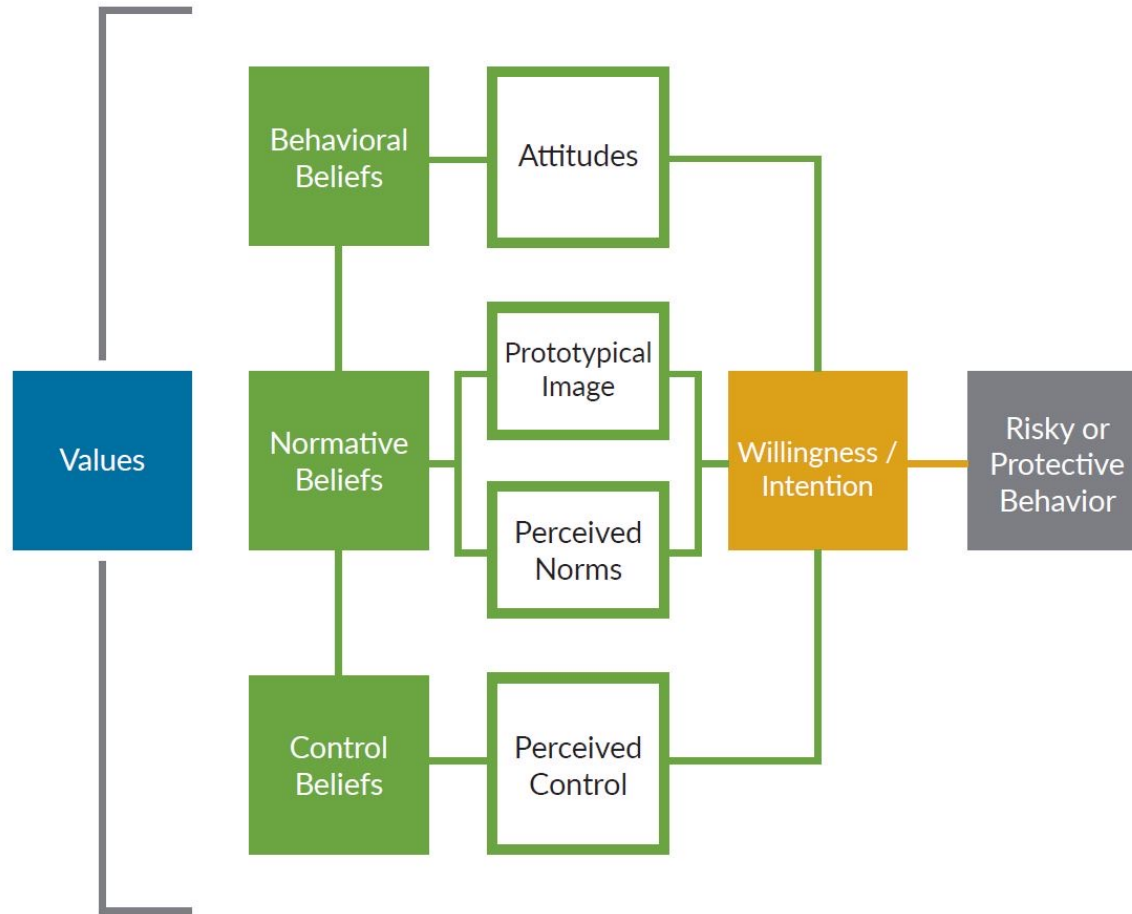 Values
Behavioral
Beliefs
Attitudes
Normative
Beliefs
Prototypical
Image
Perceived
Norms
Control
Beliefs
Perceived
Control
Willingness /
Intention
Risky or
Protective
Behavior